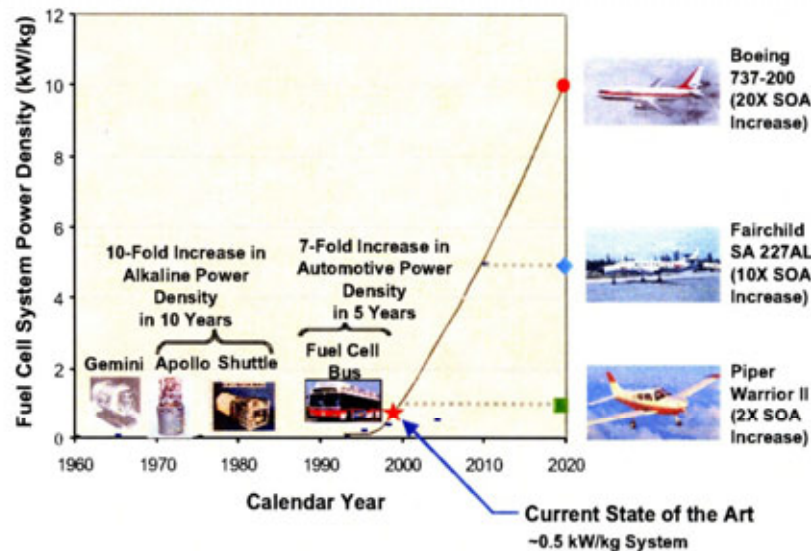 Fuel Cell System Power Density (kW/kg)
12
10
8
6
4
2
0
1960
1970
1980
1990
2000
2010
2020
Calendar Year
10-Fold Increase in
Alkaline Power
Density
in 10 Years
7-Fold Increase in
Automotive Power
Density
in 5 Years
Gemini
Apollo
Shuttle
Fuel Cell
Bus
Boeing
737-200
(20X SOA
Increase)
Fairchild
SA 227AL
(10X SOA
Increase)
Piper
Warrior II
(2X SOA
Increase)
Current State of the Art
~0.5 kW/kg System